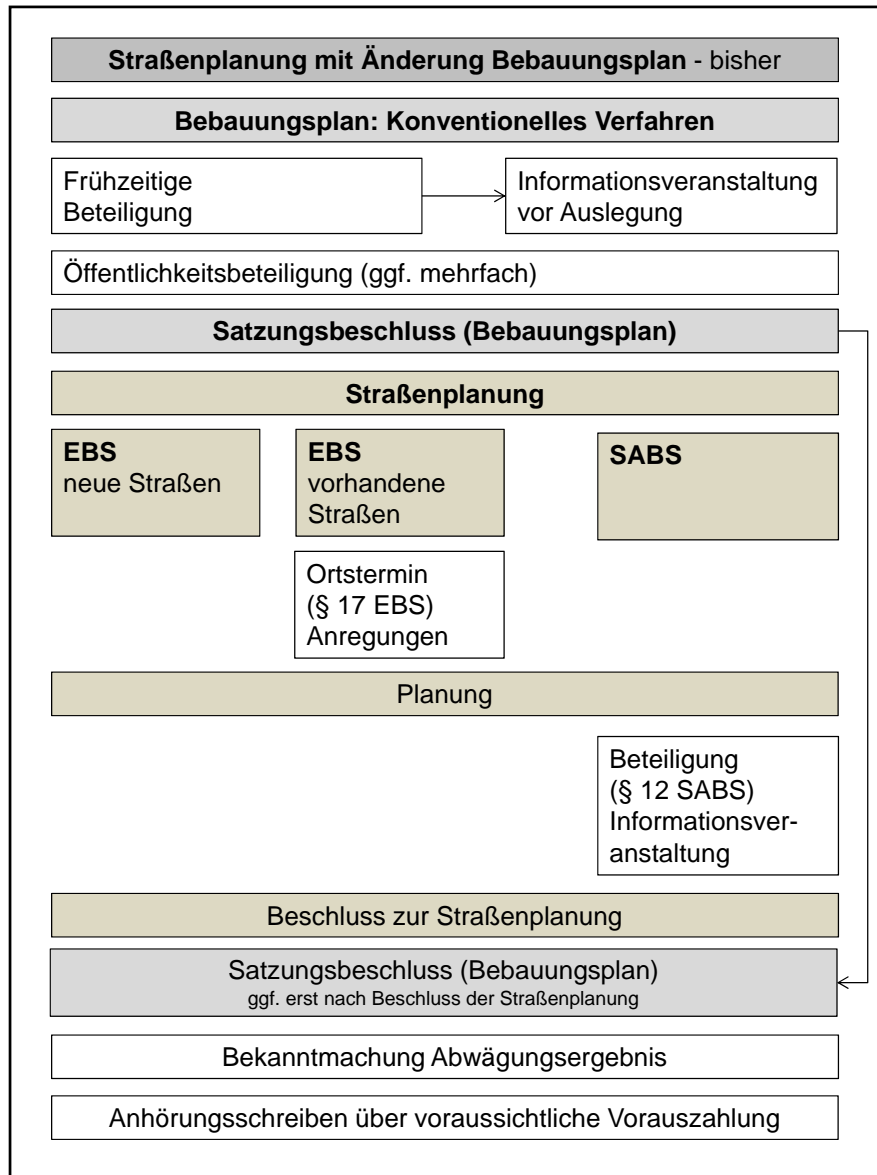 Straßenplanung mit Änderung Bebauungsplan - bisher
Bebauungsplan: Konventionelles Verfahren
Frühzeitige
Beteiligung
Informationsveranstaltung
vor Auslegung
Öffentlichkeitsbeteiligung (ggf. mehrfach)
Satzungsbeschluss (Bebauungsplan)
Straßenplanung
EBS
neue Straßen
EBS
vorhandene
Straßen
SABS
Ortstermin
(§ 17 EBS)
Anregungen
Planung
Beteiligung
(§ 12 SABS)
Informationsver-
anstaltung
Beschluss zur Straßenplanung
Satzungsbeschluss (Bebauungsplan)
ggf. erst nach Beschluss der Straßenplanung
Bekanntmachung Abwägungsergebnis
Anhörungsschreiben über voraussichtliche Vorauszahlung